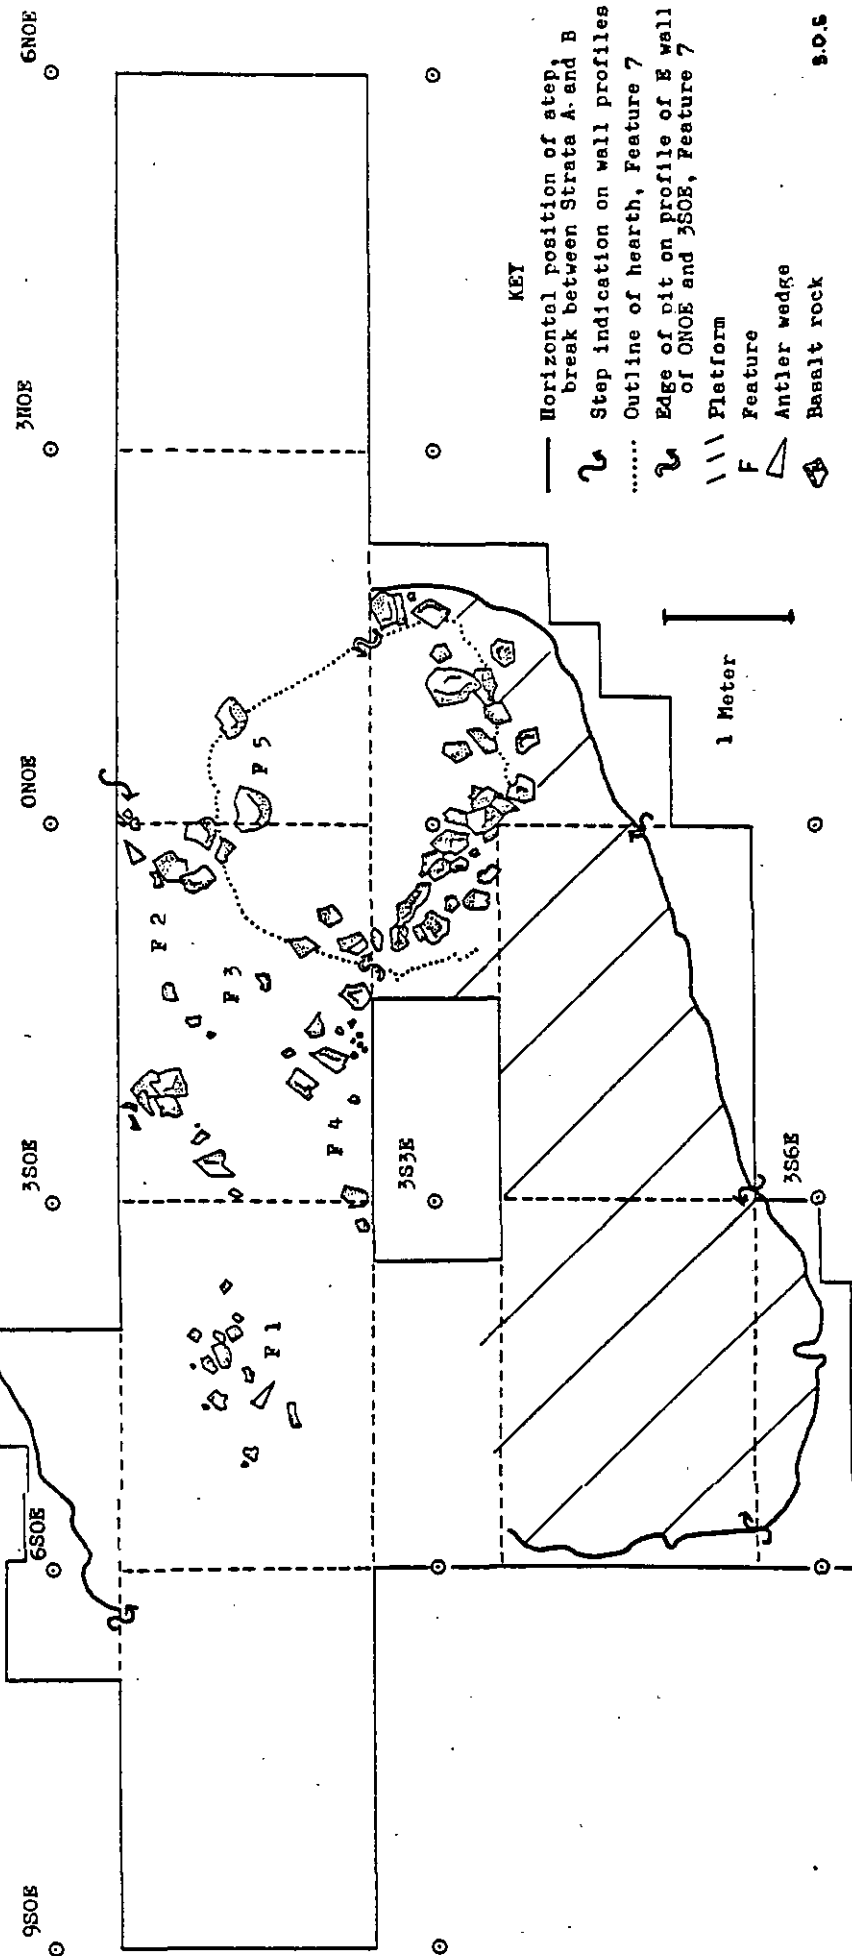 9S0E
6S0E
3S0E
0N0E
3N0E
6N0E
F 1
F 2
F 3
F 4
F 5
3S3E
3S6E
1 Meter
KEY
Horizontal position of step,
break between Strata A and B
Step indication on wall profiles
Outline of hearth, Feature 7
Edge of pit on profile of E wall
of 0N0E and 3S0E, Feature 7
Platform
F Feature
Antler wedge
Basalt rock
S.O.S